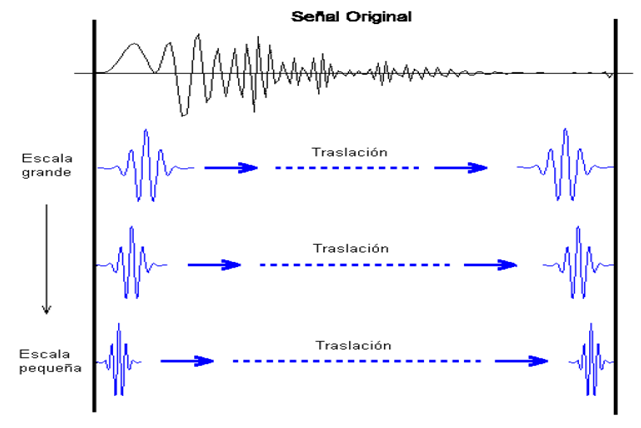 Señal Original
Escala
grande
Traslación
Traslación
Escala
pequeña
Traslación